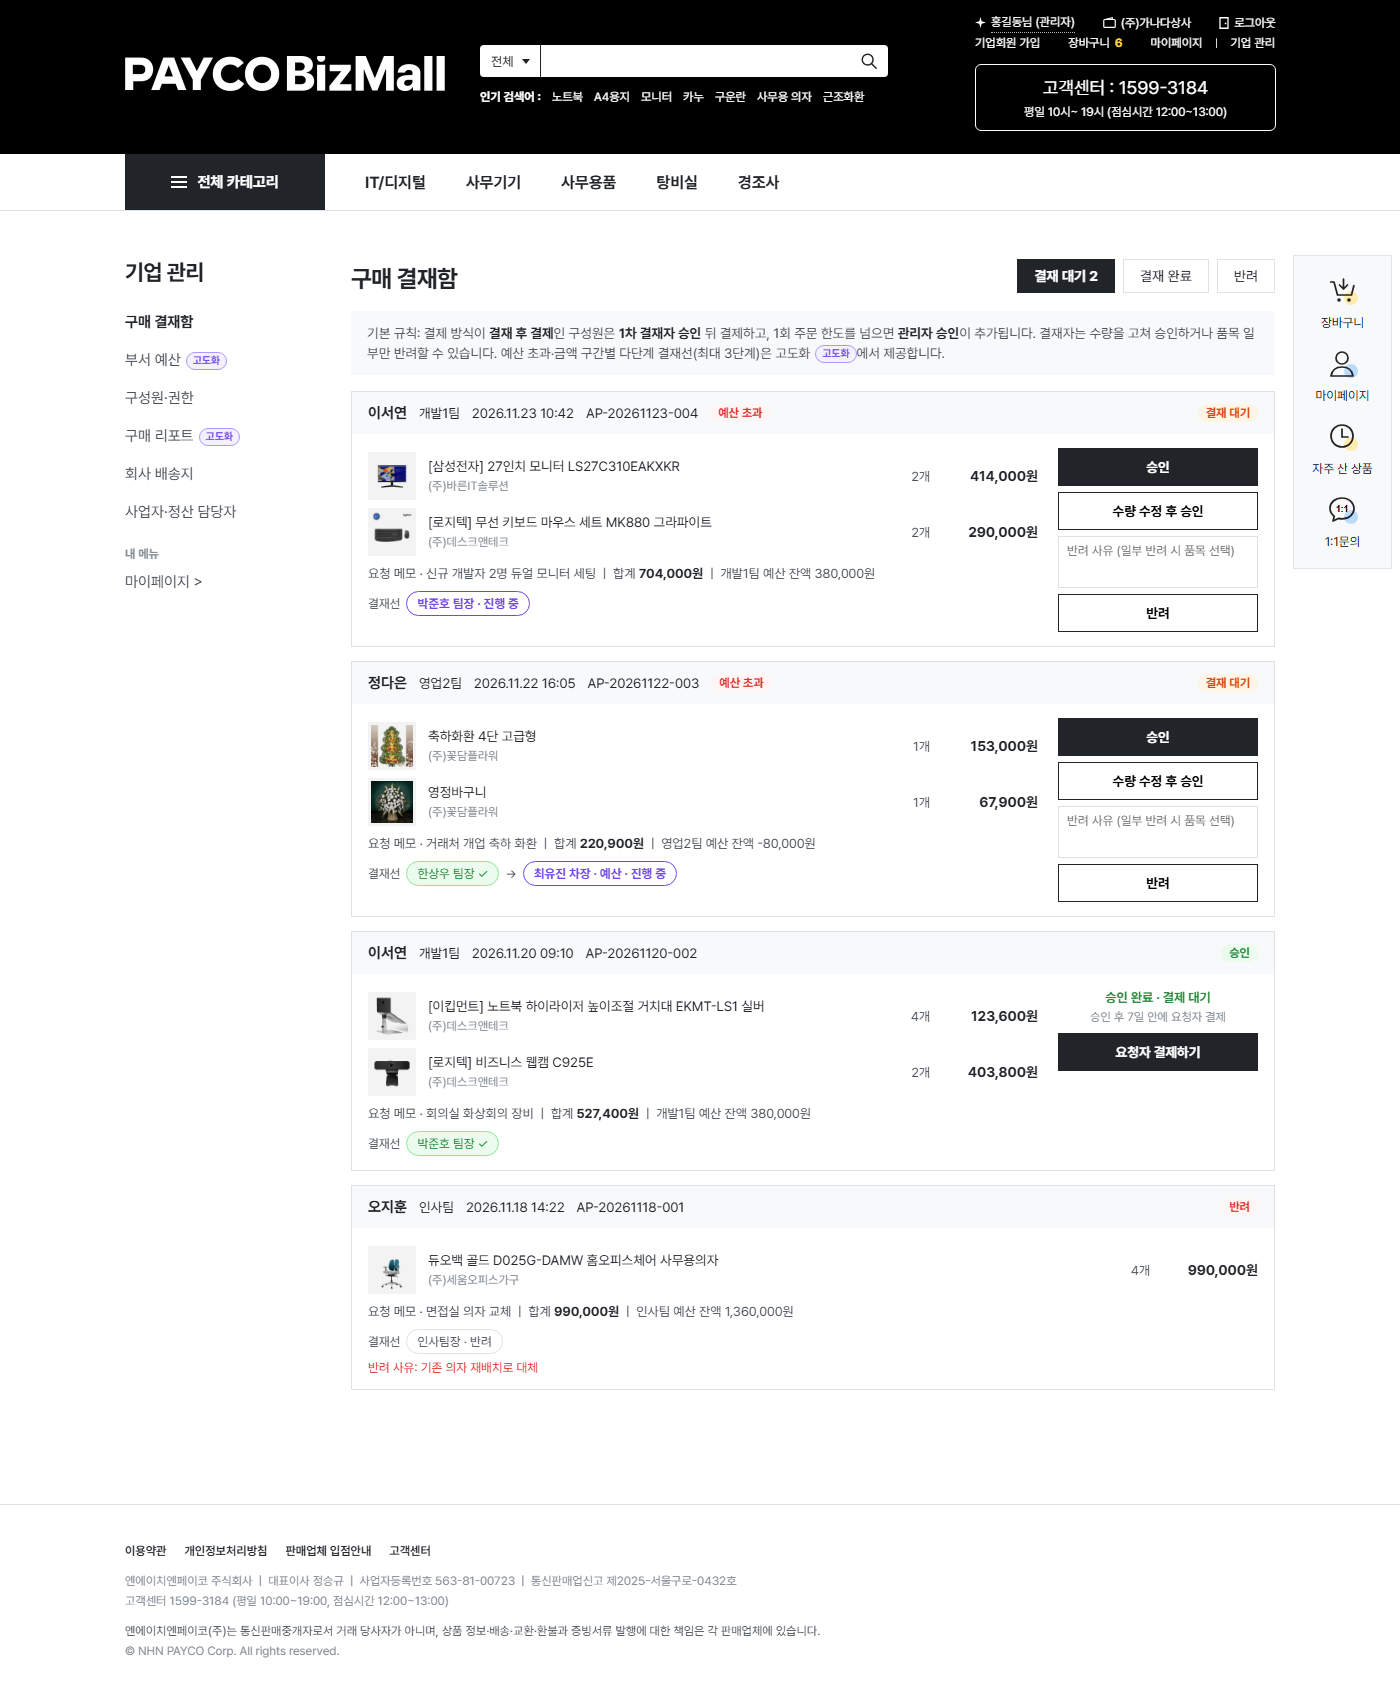 홍길동님 (관리자) (주)가나다상사 로그아웃
기업회원 가입 장바구니 6 마이페이지 | 기업 관리
PAYCO BizMall
전체
인기 검색어 : 노트북 A4용지 모니터 카누 구운란 사무용 의자 근조화환
고객센터 : 1599-3184
평일 10시~ 19시 (점심시간 12:00~13:00)
전체 카테고리 IT/디지털 사무기기 사무용품 탕비실 경조사
기업 관리
구매 결재함
부서 예산 고도화
구성원·권한
구매 리포트 고도화
회사 배송지
사업자·정산 담당자
내 메뉴
마이페이지 >
구매 결재함
결재 대기 2 결재 완료 반려
기본 규칙: 결제 방식이 결재 후 결제인 구성원은 1차 결재자 승인 뒤 결제하고, 1회 주문 한도를 넘으면 관리자 승인이 추가됩니다. 결재자는 수량을 고쳐 승인하거나 품목 일
부만 반려할 수 있습니다. 예산 초과·금액 구간별 다단계 결재선(최대 3단계)은 고도화 고도화에서 제공합니다.
이서연 개발1팀 2026.11.23 10:42 AP-20261123-004 예산 초과 결재 대기
[삼성전자] 27인치 모니터 LS27C310EAKXKR
(주)바른IT솔루션
2개 414,000원
[로지텍] 무선 키보드 마우스 세트 MK880 그라파이트
(주)데스크앤테크
2개 290,000원
요청 메모 · 신규 개발자 2명 듀얼 모니터 세팅 | 합계 704,000원 | 개발1팀 예산 잔액 380,000원
결재선 박준호 팀장 · 진행 중
승인
수량 수정 후 승인
반려 사유 (일부 반려 시 품목 선택)
반려
정다은 영업2팀 2026.11.22 16:05 AP-20261122-003 예산 초과 결재 대기
축하화환 4단 고급형
(주)꽃담플라워
1개 153,000원
영정바구니
(주)꽃담플라워
1개 67,900원
요청 메모 · 거래처 개업 축하 화환 | 합계 220,900원 | 영업2팀 예산 잔액 -80,000원
결재선 한상우 팀장 ✓ → 최유진 차장 · 예산 · 진행 중
승인
수량 수정 후 승인
반려 사유 (일부 반려 시 품목 선택)
반려
이서연 개발1팀 2026.11.20 09:10 AP-20261120-002 승인
[이킵먼트] 노트북 하이라이저 높이조절 거치대 EKMT-LS1 실버
(주)데스크앤테크
4개 123,600원
[로지텍] 비즈니스 웹캠 C925E
(주)데스크앤테크
2개 403,800원
요청 메모 · 회의실 화상회의 장비 | 합계 527,400원 | 개발1팀 예산 잔액 380,000원
결재선 박준호 팀장 ✓
승인 완료 · 결제 대기
승인 후 7일 안에 요청자 결제
요청자 결제하기
오지훈 인사팀 2026.11.18 14:22 AP-20261118-001 반려
듀오백 골드 D025G-DAMW 홈오피스체어 사무용의자
(주)세움오피스가구
4개 990,000원
요청 메모 · 면접실 의자 교체 | 합계 990,000원 | 인사팀 예산 잔액 1,360,000원
결재선 인사팀장 · 반려
반려 사유: 기존 의자 재배치로 대체
장바구니
마이페이지
자주 산 상품
1:1
1:1문의
이용약관 개인정보처리방침 판매업체 입점안내 고객센터
엔에이치엔페이코 주식회사 | 대표이사 정승규 | 사업자등록번호 563-81-00723 | 통신판매업신고 제2025-서울구로-0432호
고객센터 1599-3184 (평일 10:00~19:00, 점심시간 12:00~13:00)
엔에이치엔페이코(주)는 통신판매중개자로서 거래 당사자가 아니며, 상품 정보·배송·교환·환불과 증빙서류 발행에 대한 책임은 각 판매업체에 있습니다.
© NHN PAYCO Corp. All rights reserved.